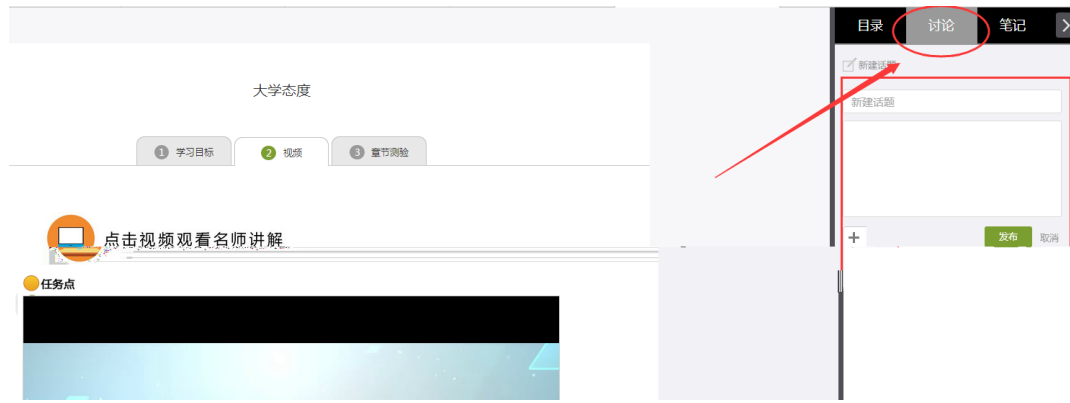 目录 讨论 笔记
新建话题
新建话题
大学态度
1 学习目标 2 视频 3 章节测验
点击视频观看名师讲解
+ 发布 取消
任务点